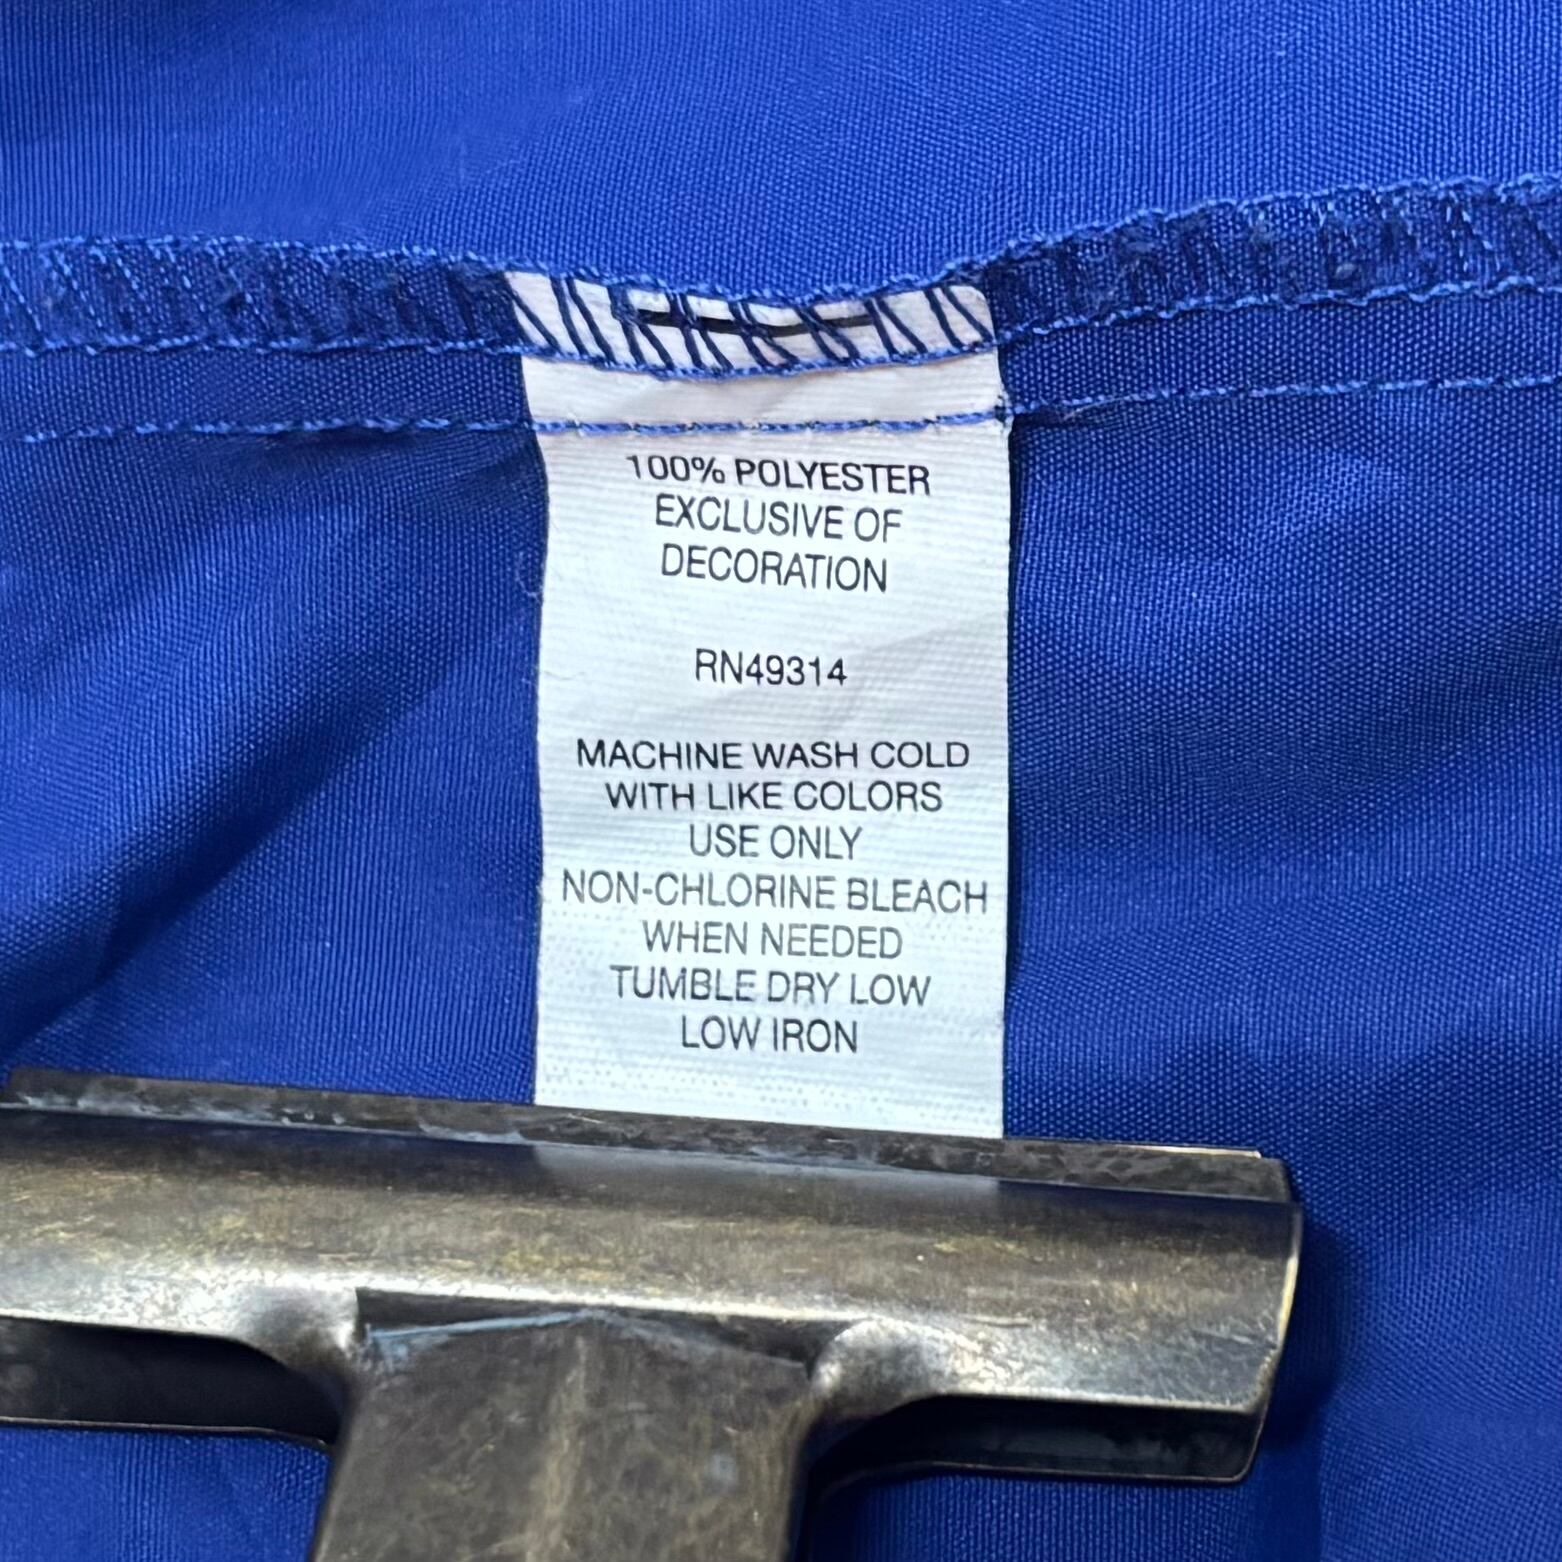 100% POLYESTER
EXCLUSIVE OF
DECORATION
RN49314
MACHINE WASH COLD
WITH LIKE COLORS
USE ONLY
NON-CHLORINE BLEACH
WHEN NEEDED
TUMBLE DRY LOW
LOW IRON